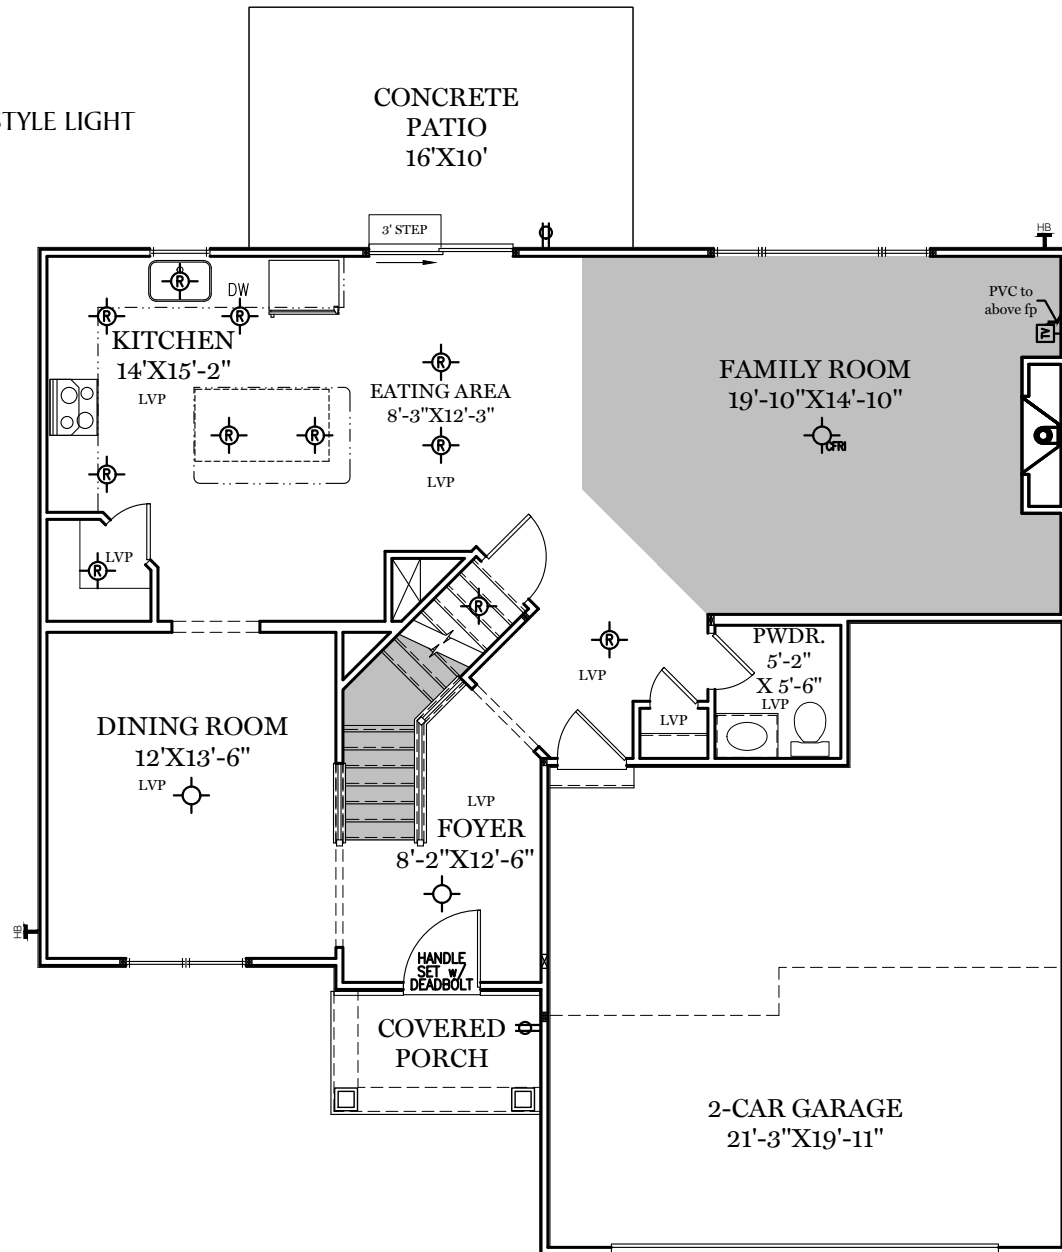 CONCRETE
PATIO
16'X10'
STYLE LIGHT
3' STEP
HB
DW
R
R
R
KITCHEN
14'X15'-2"
LVP
R
EATING AREA
8'-3"X12'-3"
R
LVP
R
R
R
FAMILY ROOM
19'-10"X14'-10"
CFRI
PVC to
above fp
TV
LVP
R
R
R
LVP
PWDR.
5'-2"
X 5'-6"
LVP
LVP
DINING ROOM
12'X13'-6"
LVP
LVP
FOYER
8'-2"X12'-6"
HB
HANDLE
SET w/
DEADBOLT
COVERED
PORCH
2-CAR GARAGE
21'-3"X19'-11"